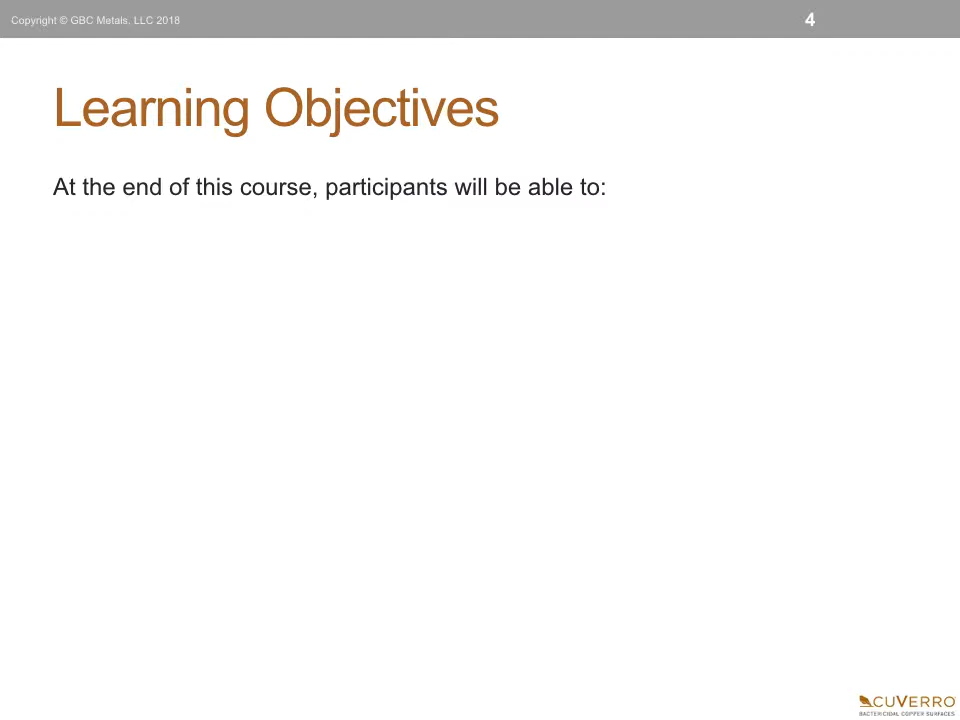 Copyright © GBC Metals, LLC 2018
4
Learning Objectives
At the end of this course, participants will be able to:
CUVERRO
BACTERICIDAL COPPER SURFACES